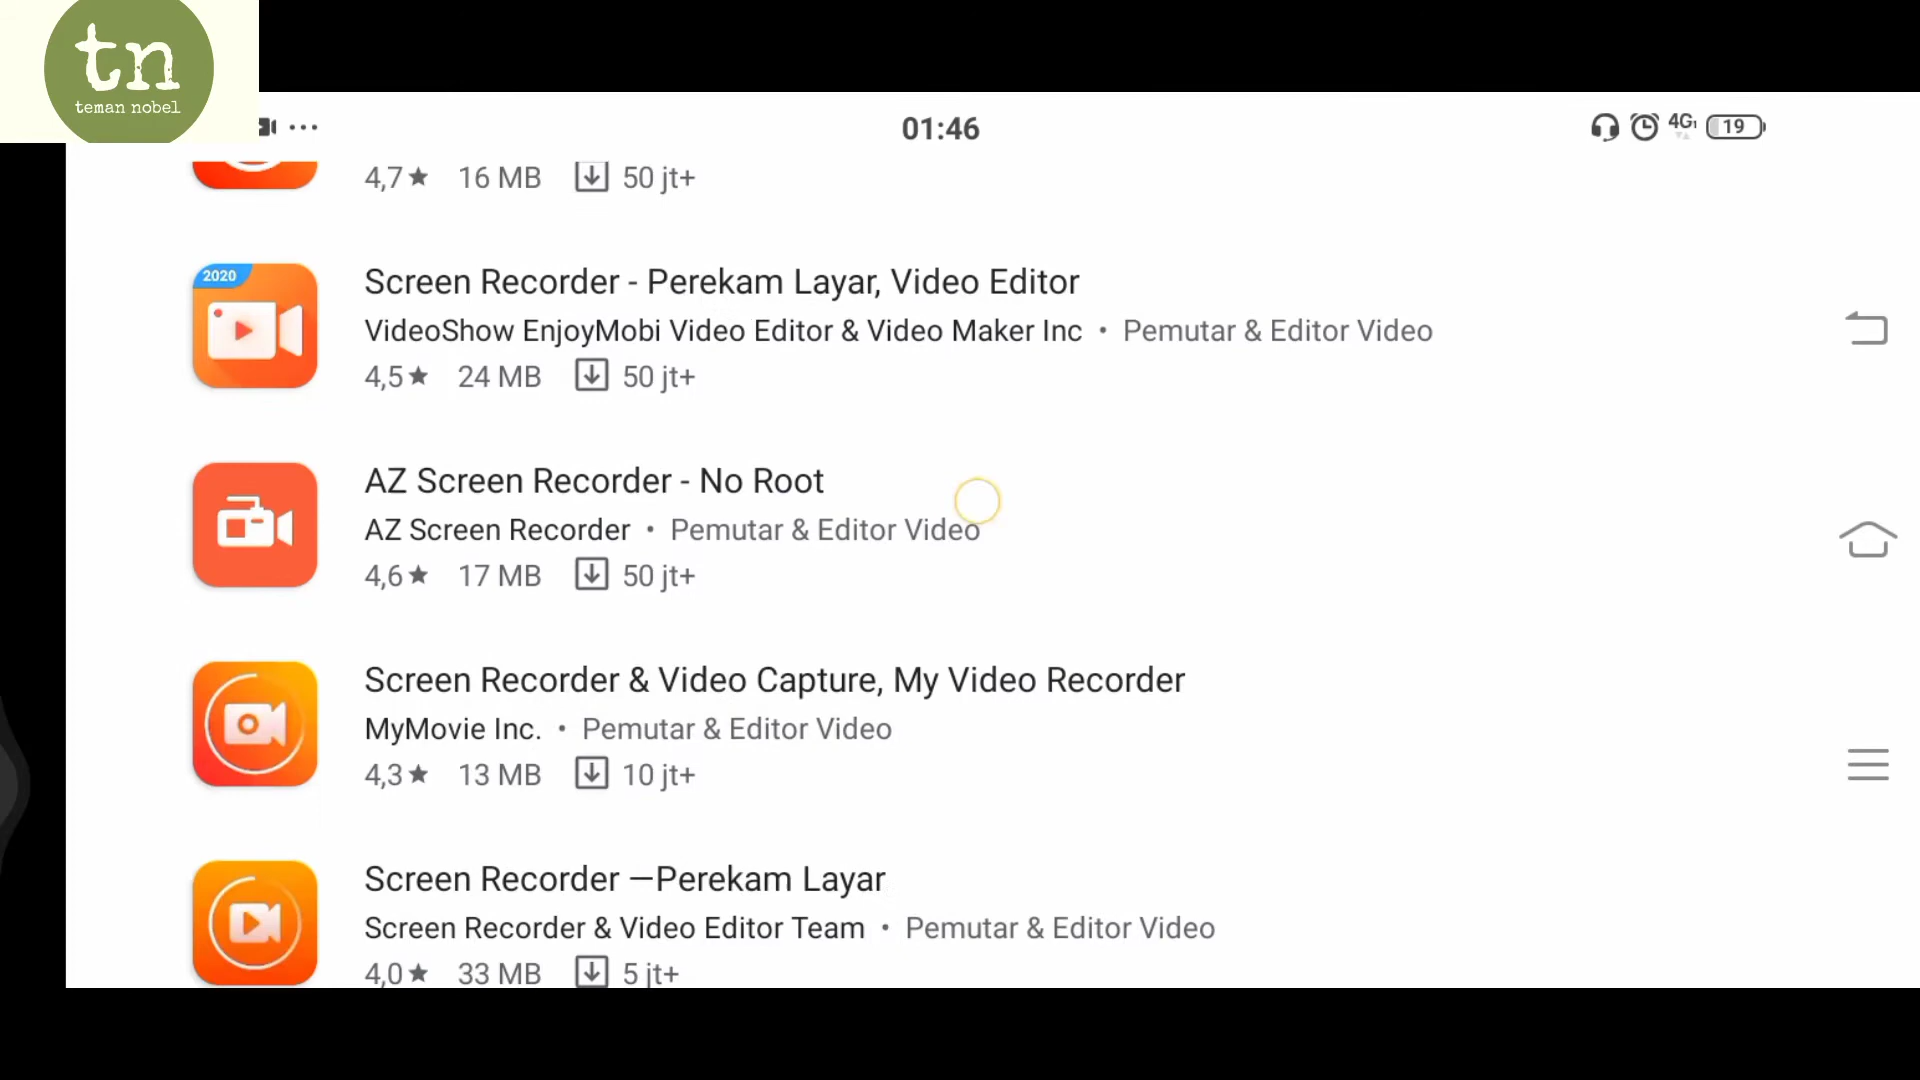 tn
teman nobel
01:46
4G1
19
4,7★ 16 MB 50 jt+
2020
Screen Recorder - Perekam Layar, Video Editor
VideoShow EnjoyMobi Video Editor & Video Maker Inc • Pemutar & Editor Video
4,5★ 24 MB 50 jt+
AZ Screen Recorder - No Root
AZ Screen Recorder • Pemutar & Editor Video
4,6★ 17 MB 50 jt+
Screen Recorder & Video Capture, My Video Recorder
MyMovie Inc. • Pemutar & Editor Video
4,3★ 13 MB 10 jt+
Screen Recorder —Perekam Layar
Screen Recorder & Video Editor Team • Pemutar & Editor Video
4,0★ 33 MB 5 jt+